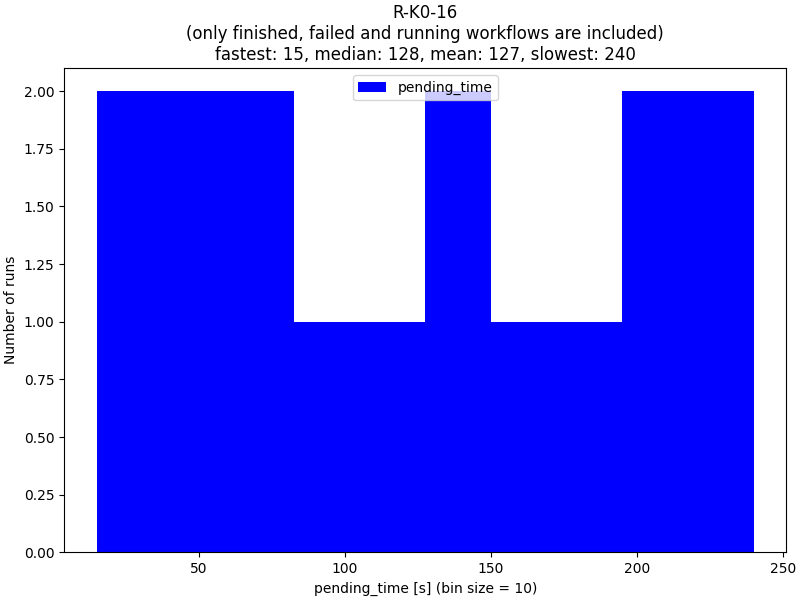 R-K0-16
(only finished, failed and running workflows are included)
fastest: 15, median: 128, mean: 127, slowest: 240
pending_time
2.00
1.75
1.50
1.25
1.00
0.75
0.50
0.25
0.00
Number of runs
50
100
150
200
250
pending_time [s] (bin size = 10)